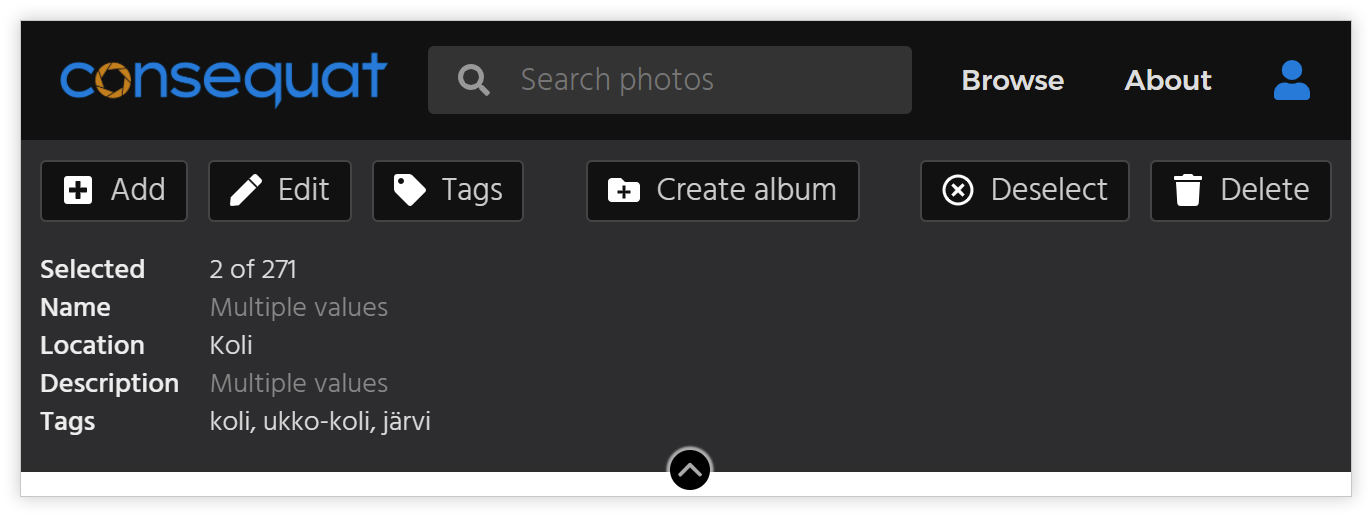 consequat Search photos Browse About
Add Edit Tags Create album Deselect Delete
Selected 2 of 271
Name Multiple values
Location Koli
Description Multiple values
Tags koli, ukko-koli, järvi